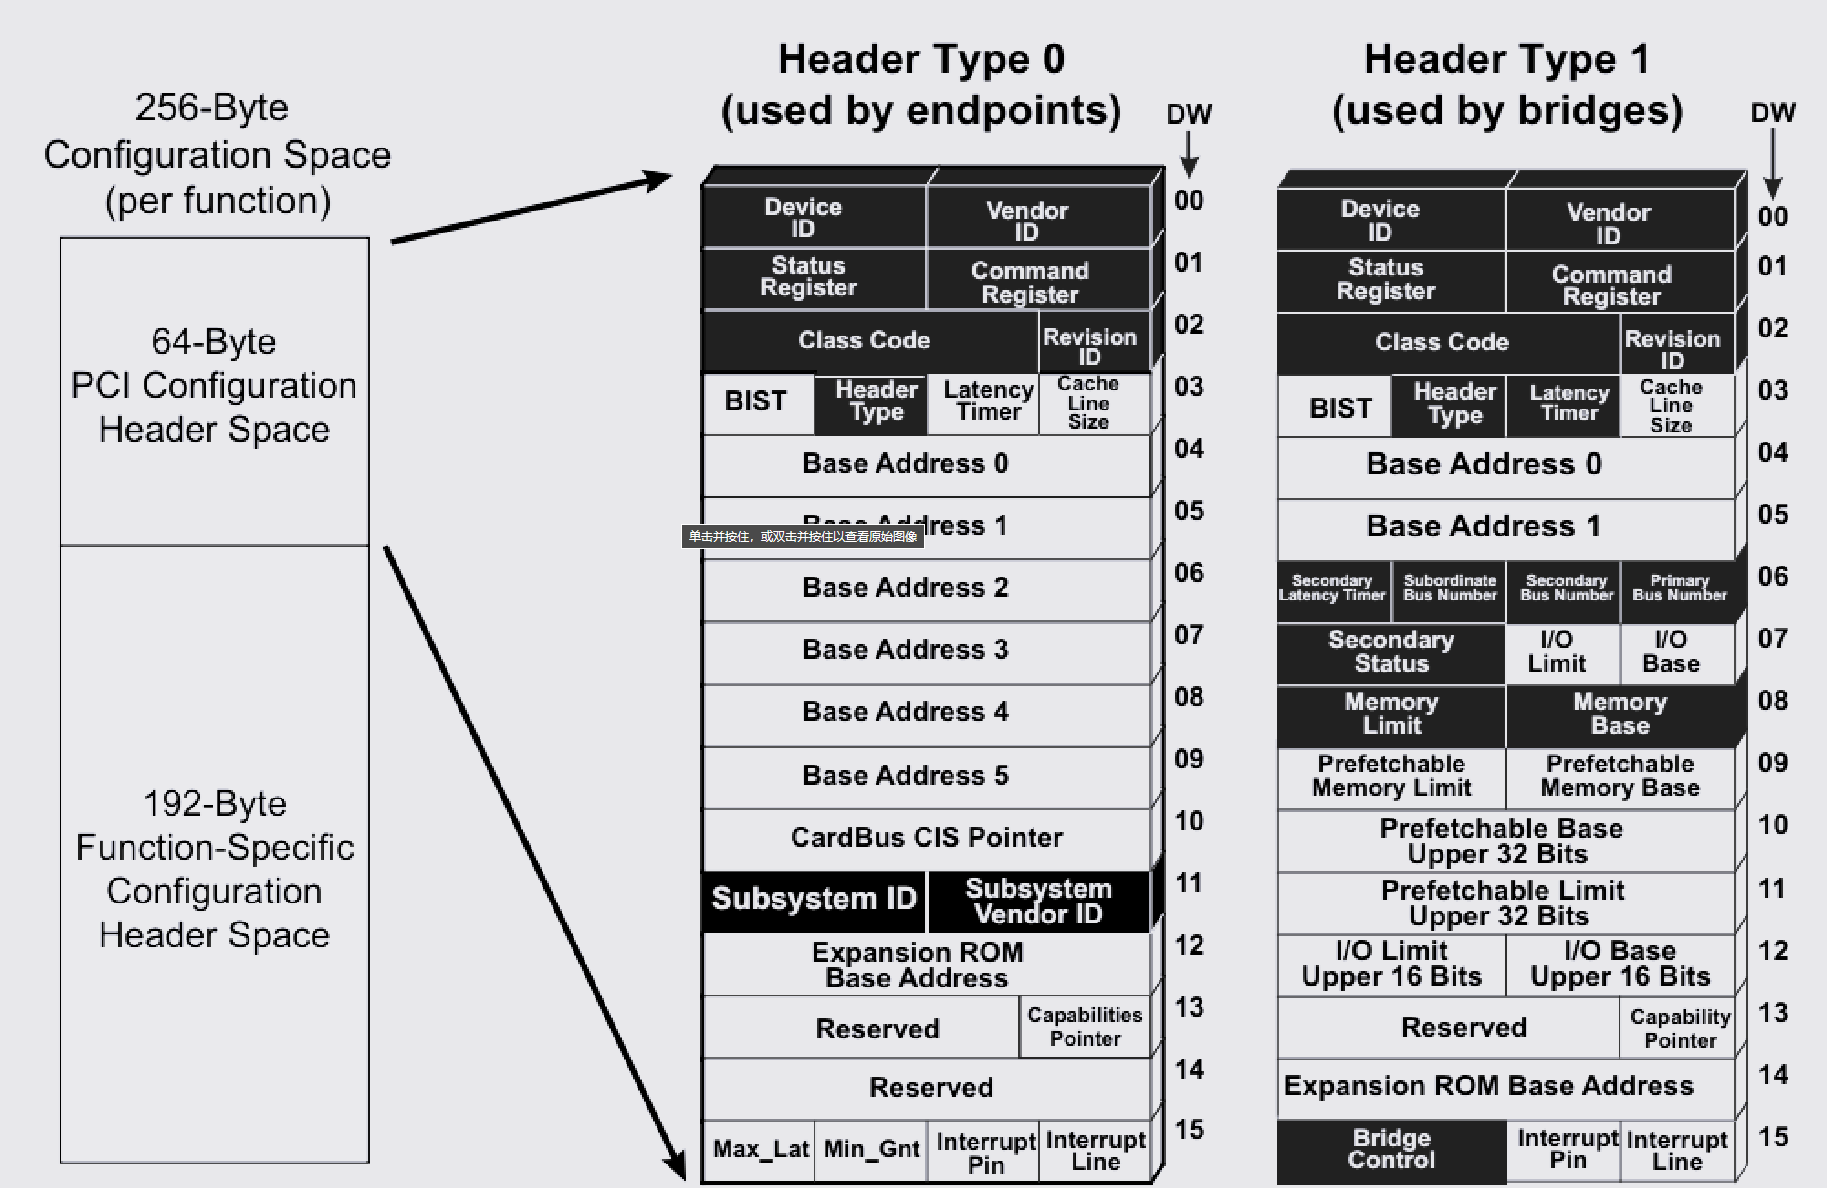 256-Byte
Configuration Space
(per function)
64-Byte
PCI Configuration
Header Space
192-Byte
Function-Specific
Configuration
Header Space
Header Type 0
(used by endpoints)
DW
Device
ID
Vendor
ID
00
Status
Register
Command
Register
01
Class Code
Revision
ID
02
BIST
Header
Type
Latency
Timer
Cache
Line
Size
03
Base Address 0
04
Base Address 1
05
单击并按住，或双击并按住以查看原始图像
Base Address 2
06
Base Address 3
07
Base Address 4
08
Base Address 5
09
CardBus CIS Pointer
10
Subsystem ID
Subsystem
Vendor ID
11
Expansion ROM
Base Address
12
Reserved
Capabilities
Pointer
13
Reserved
14
Max_Lat
Min_Gnt
Interrupt
Pin
Interrupt
Line
15
Header Type 1
(used by bridges)
DW
Device
ID
Vendor
ID
00
Status
Register
Command
Register
01
Class Code
Revision
ID
02
BIST
Header
Type
Latency
Timer
Cache
Line
Size
03
Base Address 0
04
Base Address 1
05
Secondary
Latency Timer
Subordinate
Bus Number
Secondary
Bus Number
Primary
Bus Number
06
Secondary
Status
I/O
Limit
I/O
Base
07
Memory
Limit
Memory
Base
08
Prefetchable
Memory Limit
Prefetchable
Memory Base
09
Prefetchable Base
Upper 32 Bits
10
Prefetchable Limit
Upper 32 Bits
11
I/O Limit
Upper 16 Bits
I/O Base
Upper 16 Bits
12
Reserved
Capability
Pointer
13
Expansion ROM Base Address
14
Bridge
Control
Interrupt
Pin
Interrupt
Line
15